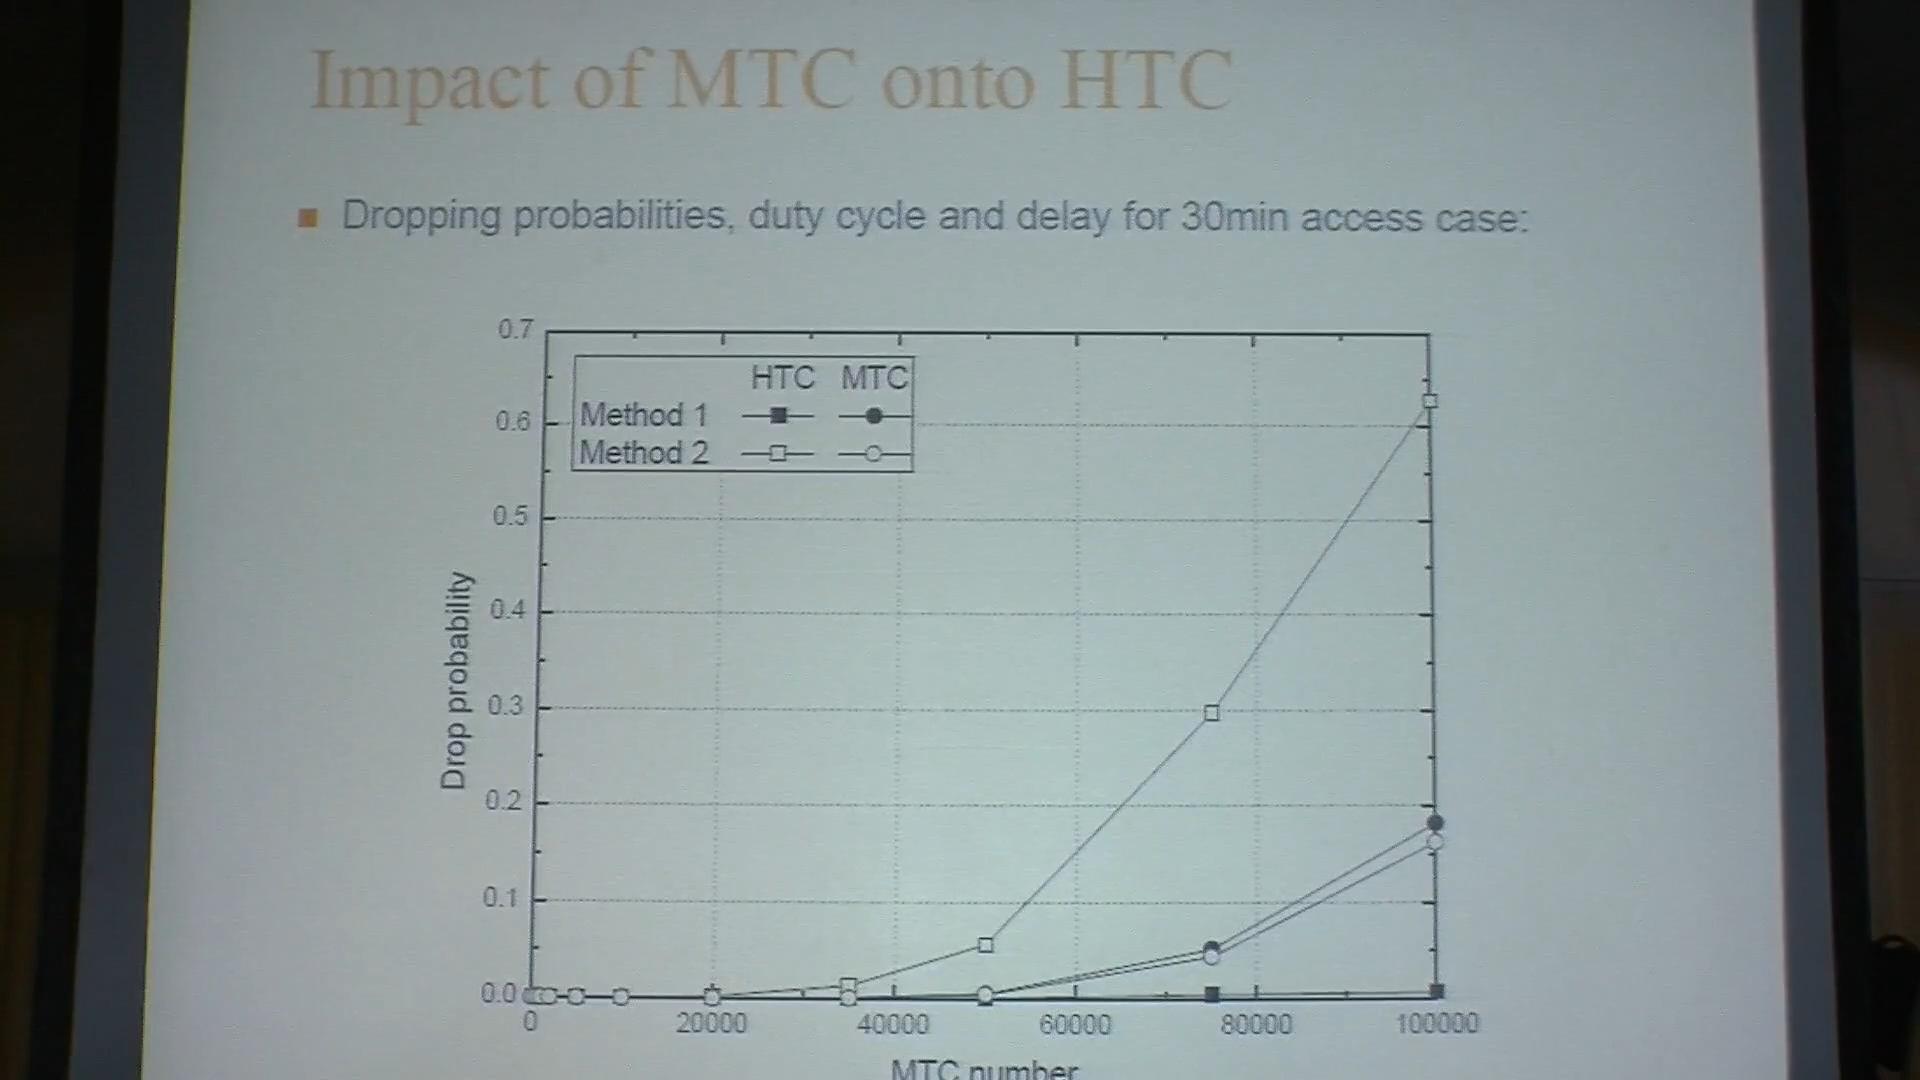 Impact of MTC onto HTC
Dropping probabilities, duty cycle and delay for 30min access case:
0.7
HTC MTC
Method 1
Method 2
0.6
0.5
0.4
0.3
0.2
0.1
0.0
Drop probability
0 20000 40000 60000 80000 100000
MTC number